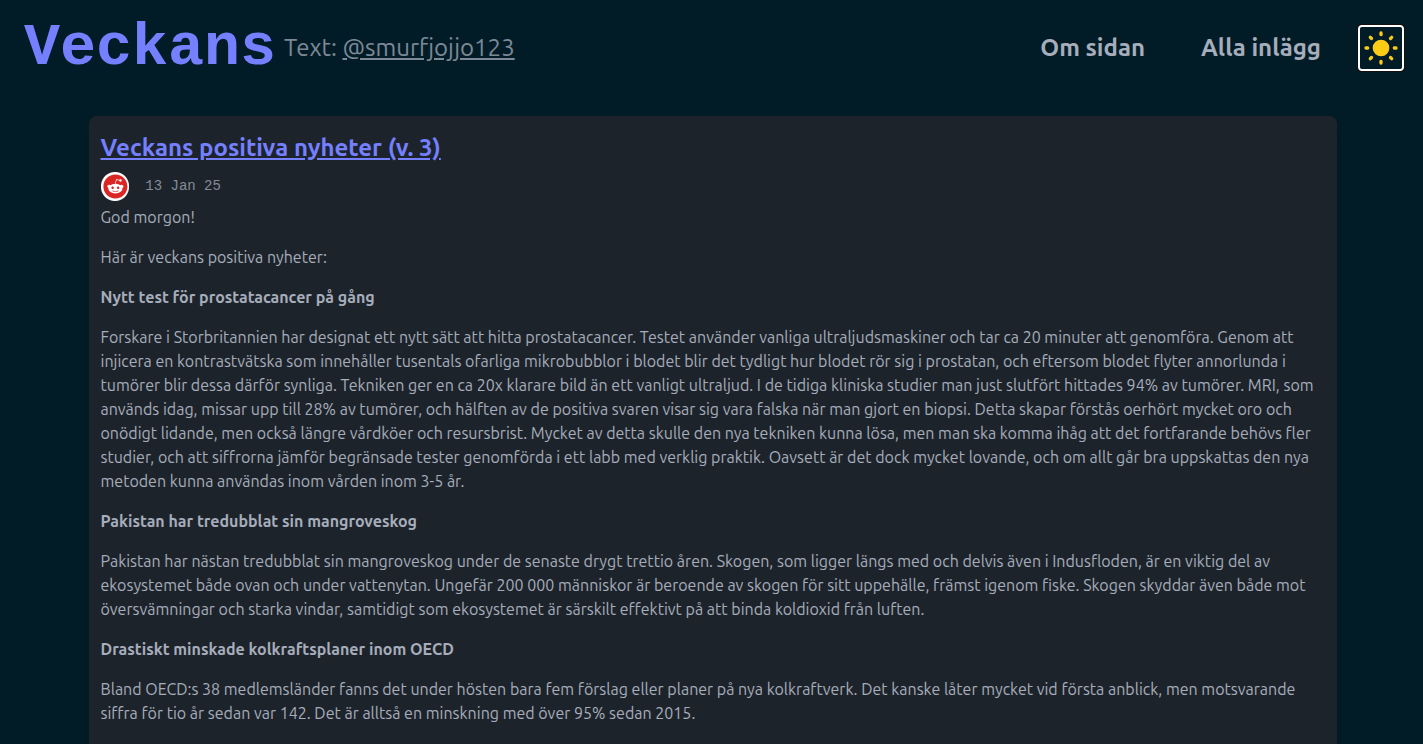 Veckans Text: @smurfjojjo123 Om sidan Alla inlägg
Veckans positiva nyheter (v. 3)
13 Jan 25
God morgon!
Här är veckans positiva nyheter:
Nytt test för prostatacancer på gång
Forskare i Storbritannien har designat ett nytt sätt att hitta prostatacancer. Testet använder vanliga ultraljudsmaskiner och tar ca 20 minuter att genomföra. Genom att
injicera en kontrastvätska som innehåller tusentals ofarliga mikrobubblor i blodet blir det tydligt hur blodet rör sig i prostatan, och eftersom blodet flyter annorlunda i
tumörer blir dessa därför synliga. Tekniken ger en ca 20x klarare bild än ett vanligt ultraljud. I de tidiga kliniska studier man just slutfört hittades 94% av tumörer. MRI, som
används idag, missar upp till 28% av tumörer, och hälften av de positiva svaren visar sig vara falska när man gjort en biopsi. Detta skapar förstås oerhört mycket oro och
onödigt lidande, men också längre vårdköer och resursbrist. Mycket av detta skulle den nya tekniken kunna lösa, men man ska komma ihåg att det fortfarande behövs fler
studier, och att siffrorna jämför begränsade tester genomförda i ett labb med verklig praktik. Oavsett är det dock mycket lovande, och om allt går bra uppskattas den nya
metoden kunna användas inom vården inom 3-5 år.
Pakistan har tredubblat sin mangroveskog
Pakistan har nästan tredubblat sin mangroveskog under de senaste drygt trettio åren. Skogen, som ligger längs med och delvis även i Indusfloden, är en viktig del av
ekosystemet både ovan och under vattenytan. Ungefär 200 000 människor är beroende av skogen för sitt uppehälle, främst igenom fiske. Skogen skyddar även både mot
översvämningar och starka vindar, samtidigt som ekosystemet är särskilt effektivt på att binda koldioxid från luften.
Drastiskt minskade kolkraftsplaner inom OECD
Bland OECD:s 38 medlemsländer fanns det under hösten bara fem förslag eller planer på nya kolkraftverk. Det kanske låter mycket vid första anblick, men motsvarande
siffra för tio år sedan var 142. Det är alltså en minskning med över 95% sedan 2015.